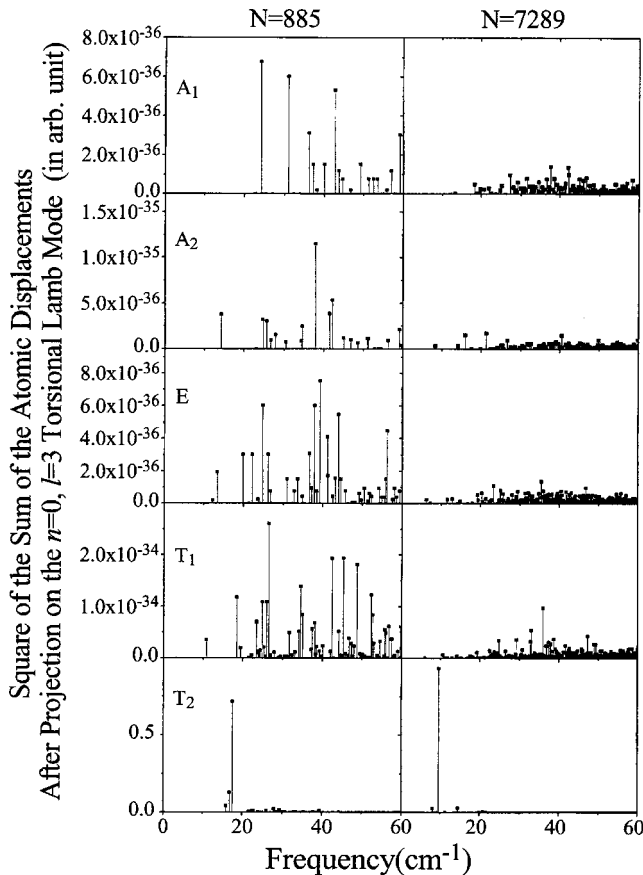 N=885 N=7289
Square of the Sum of the Atomic Displacements
After Projection on the n=0, l=3 Torsional Lamb Mode (in arb. unit)
8.0x10-36
6.0x10-36
A1
4.0x10-36
2.0x10-36
0.0
1.5x10-35
A2
1.0x10-35
5.0x10-36
0.0
8.0x10-36
E
6.0x10-36
4.0x10-36
2.0x10-36
0.0
T1
2.0x10-34
1.0x10-34
0.0
T2
0.5
0.0
0 20 40 60 0 20 40 60
Frequency(cm-1)